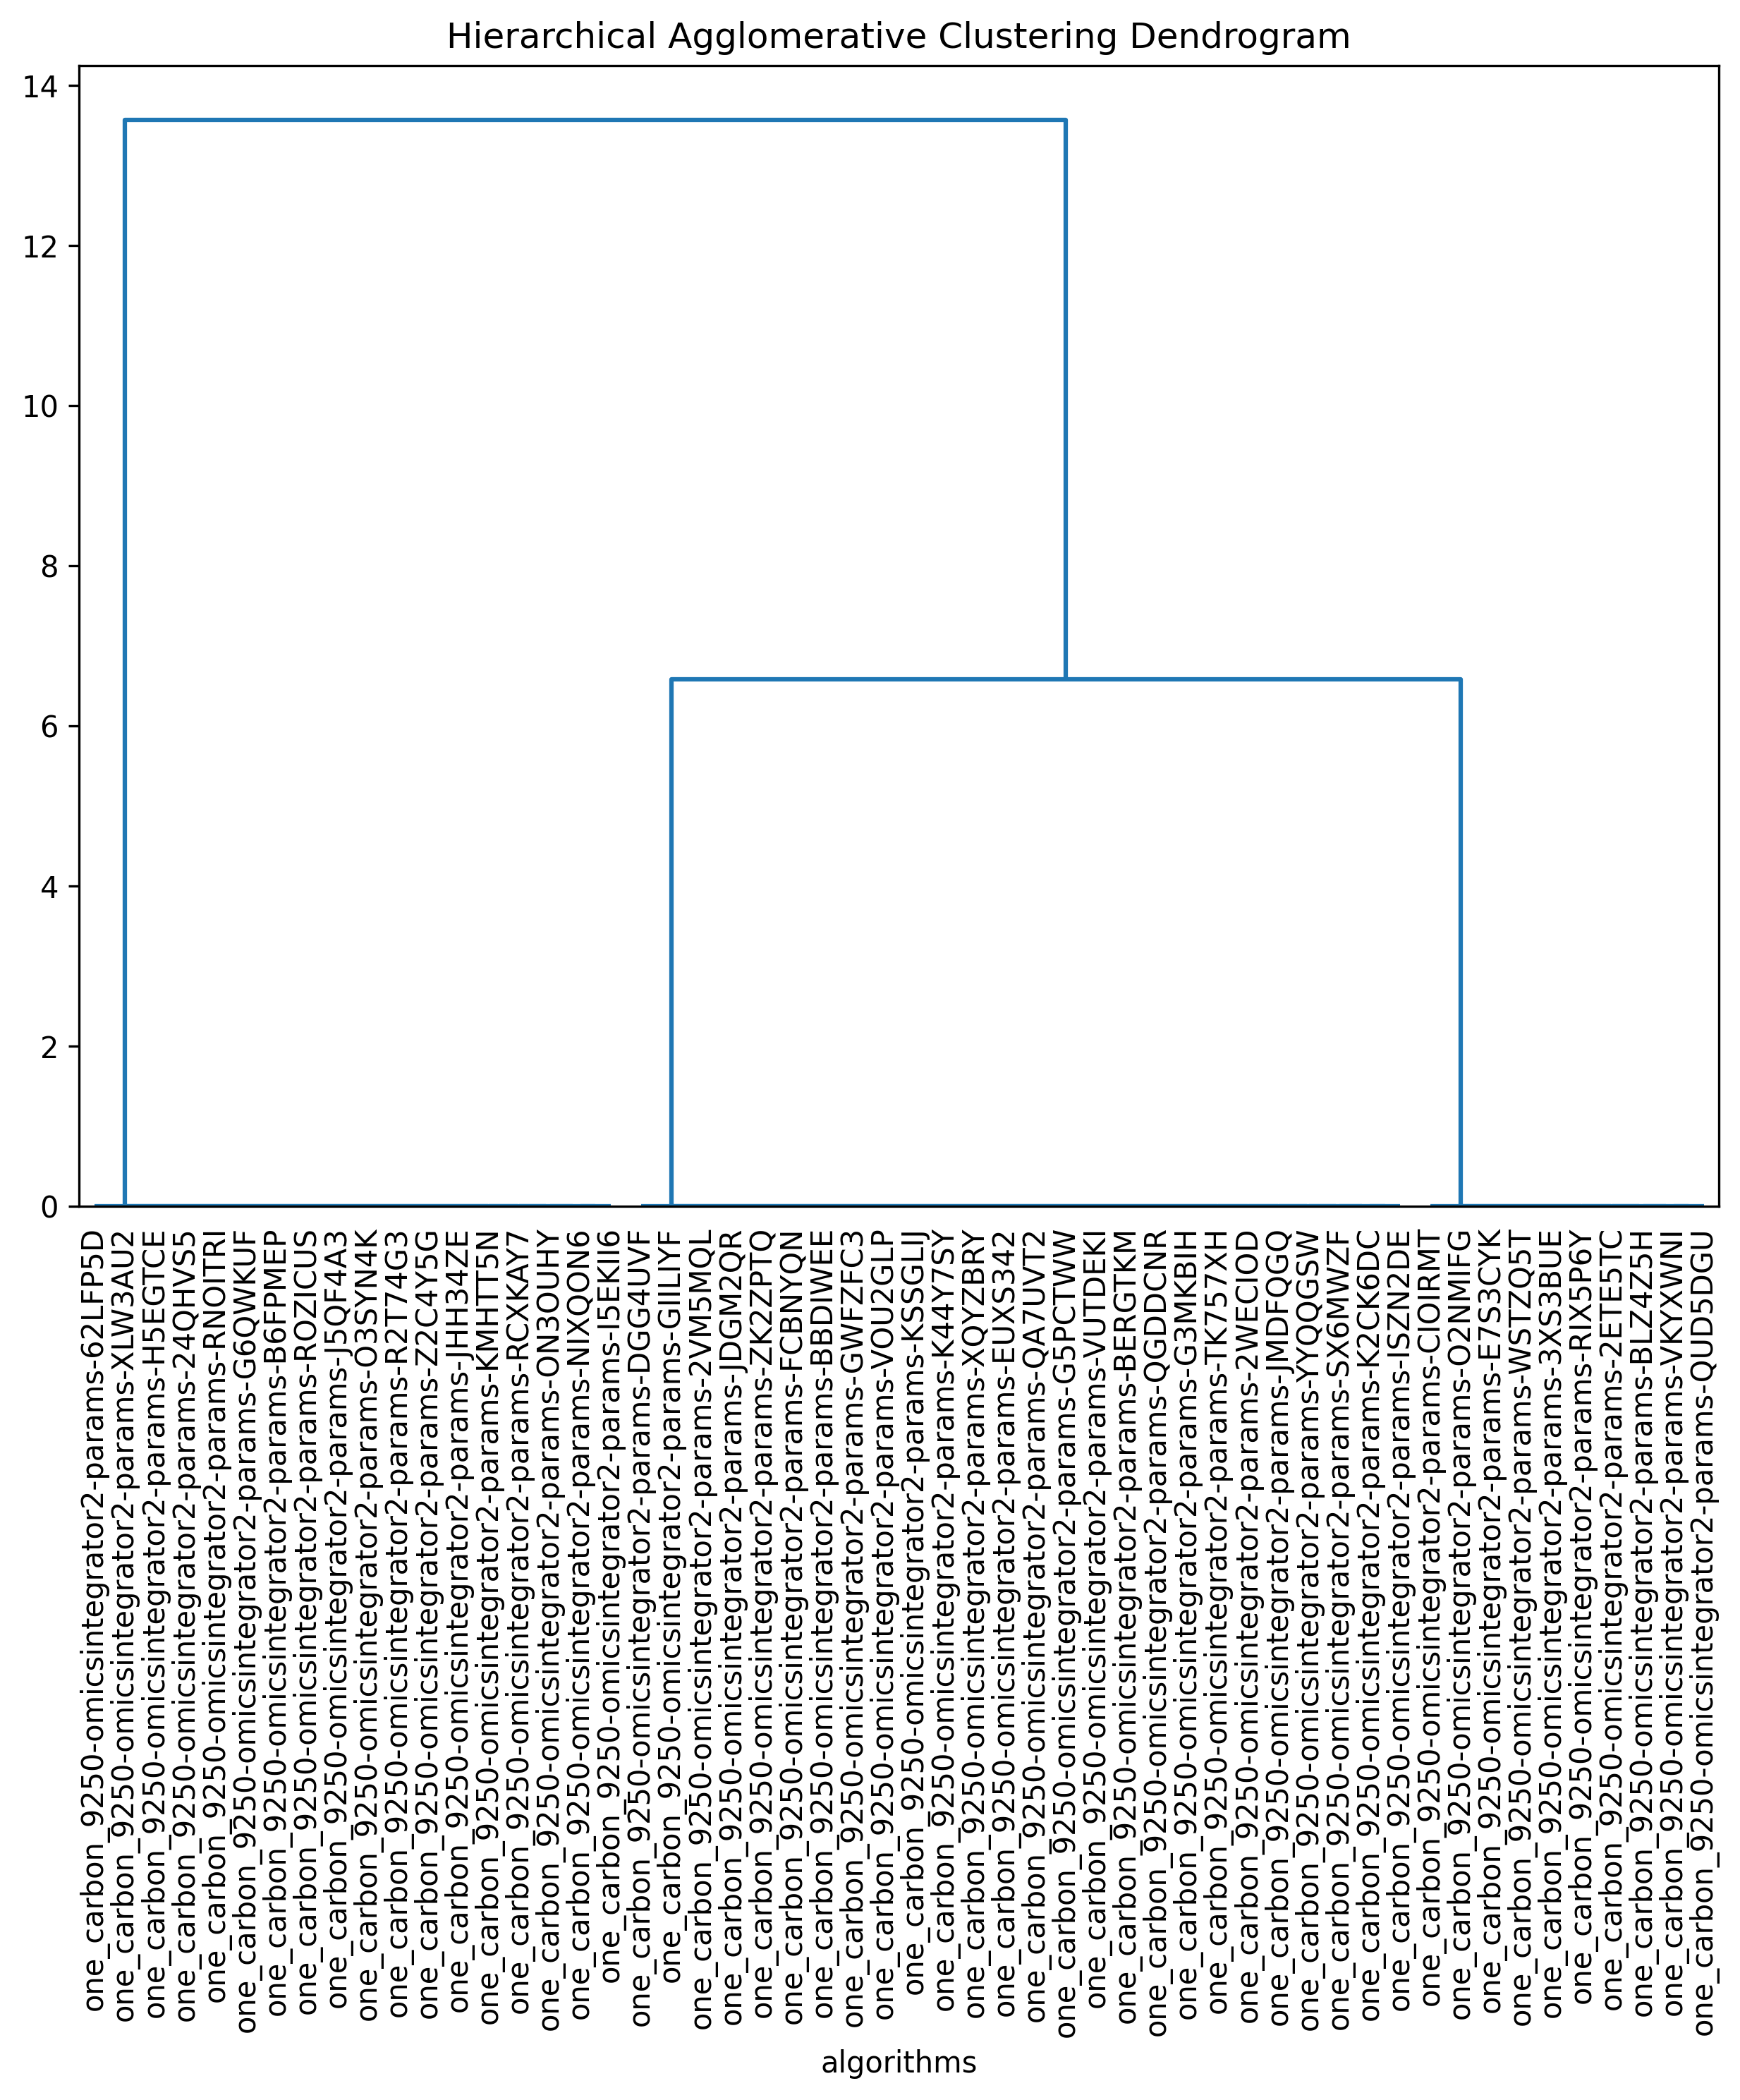 Hierarchical Agglomerative Clustering Dendrogram
14
12
10
8
6
4
2
0
one_carbon_9250-omicsintegrator2-params-62LFP5D
one_carbon_9250-omicsintegrator2-params-XLW3AU2
one_carbon_9250-omicsintegrator2-params-H5EGTCE
one_carbon_9250-omicsintegrator2-params-24QHVS5
one_carbon_9250-omicsintegrator2-params-RNOITRI
one_carbon_9250-omicsintegrator2-params-G6QWKUF
one_carbon_9250-omicsintegrator2-params-B6FPMEP
one_carbon_9250-omicsintegrator2-params-ROZICUS
one_carbon_9250-omicsintegrator2-params-J5QF4A3
one_carbon_9250-omicsintegrator2-params-O3SYN4K
one_carbon_9250-omicsintegrator2-params-R2T74G3
one_carbon_9250-omicsintegrator2-params-Z2C4Y5G
one_carbon_9250-omicsintegrator2-params-JHH34ZE
one_carbon_9250-omicsintegrator2-params-KMHTT5N
one_carbon_9250-omicsintegrator2-params-RCXKAY7
one_carbon_9250-omicsintegrator2-params-ON3OUHY
one_carbon_9250-omicsintegrator2-params-NIXQON6
one_carbon_9250-omicsintegrator2-params-I5EKII6
one_carbon_9250-omicsintegrator2-params-DGG4UVF
one_carbon_9250-omicsintegrator2-params-GIILIYF
one_carbon_9250-omicsintegrator2-params-2VM5MQL
one_carbon_9250-omicsintegrator2-params-JDGM2QR
one_carbon_9250-omicsintegrator2-params-ZK2ZPTQ
one_carbon_9250-omicsintegrator2-params-FCBNYQN
one_carbon_9250-omicsintegrator2-params-BBDIWEE
one_carbon_9250-omicsintegrator2-params-GWFZFC3
one_carbon_9250-omicsintegrator2-params-VOU2GLP
one_carbon_9250-omicsintegrator2-params-KSSGLIJ
one_carbon_9250-omicsintegrator2-params-K44Y7SY
one_carbon_9250-omicsintegrator2-params-XQYZBRY
one_carbon_9250-omicsintegrator2-params-EUXS342
one_carbon_9250-omicsintegrator2-params-QA7UVT2
one_carbon_9250-omicsintegrator2-params-G5PCTWW
one_carbon_9250-omicsintegrator2-params-VUTDEKI
one_carbon_9250-omicsintegrator2-params-BERGTKM
one_carbon_9250-omicsintegrator2-params-QGDDCNR
one_carbon_9250-omicsintegrator2-params-G3MKBIH
one_carbon_9250-omicsintegrator2-params-TK757XH
one_carbon_9250-omicsintegrator2-params-2WECIOD
one_carbon_9250-omicsintegrator2-params-JMDFQGQ
one_carbon_9250-omicsintegrator2-params-YYQQGSW
one_carbon_9250-omicsintegrator2-params-SX6MWZF
one_carbon_9250-omicsintegrator2-params-K2CK6DC
one_carbon_9250-omicsintegrator2-params-ISZN2DE
one_carbon_9250-omicsintegrator2-params-CIOIRMT
one_carbon_9250-omicsintegrator2-params-O2NMIFG
one_carbon_9250-omicsintegrator2-params-E7S3CYK
one_carbon_9250-omicsintegrator2-params-WSTZQ5T
one_carbon_9250-omicsintegrator2-params-3XS3BUE
one_carbon_9250-omicsintegrator2-params-RIX5P6Y
one_carbon_9250-omicsintegrator2-params-2ETE5TC
one_carbon_9250-omicsintegrator2-params-BLZ4Z5H
one_carbon_9250-omicsintegrator2-params-VKYXWNI
one_carbon_9250-omicsintegrator2-params-QUD5DGU
algorithms